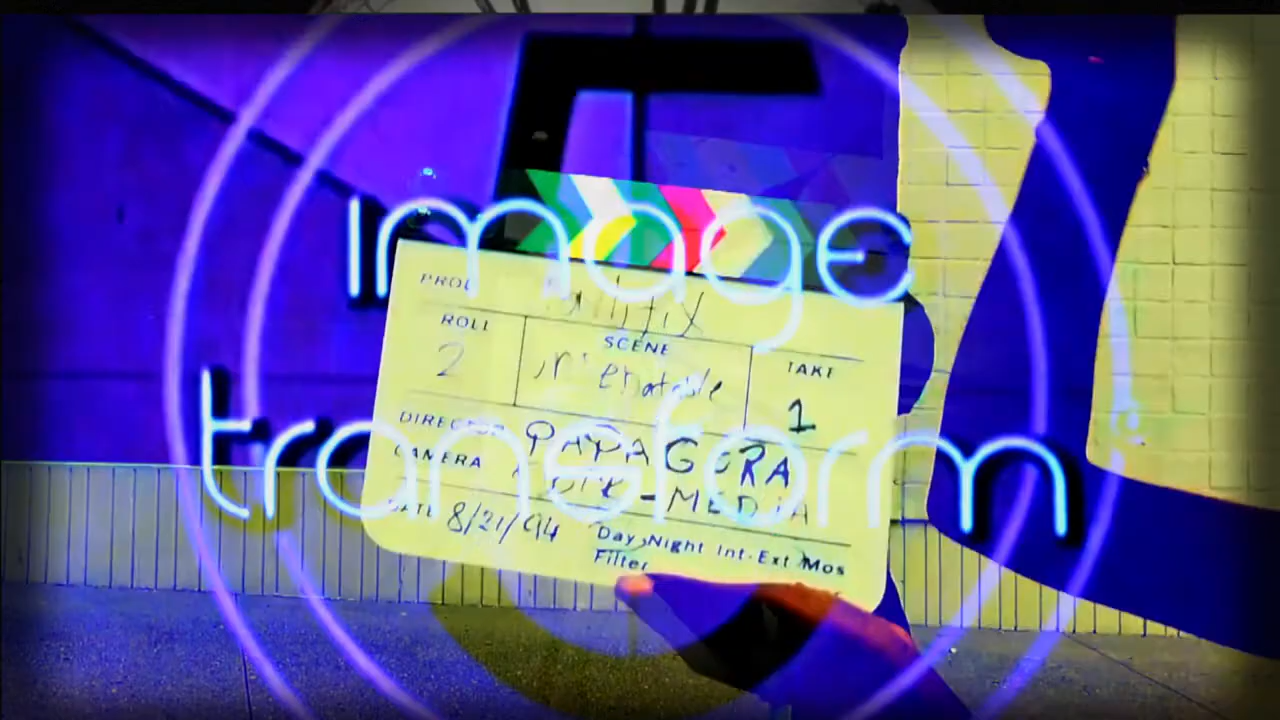 image
transform
PROD
ROLL
SCENE
TAKE
2
1
DIRECTOR
CAMERA
- MEDIA
DATE 8/21/94
Day Night Int-Ext Mos
Filter